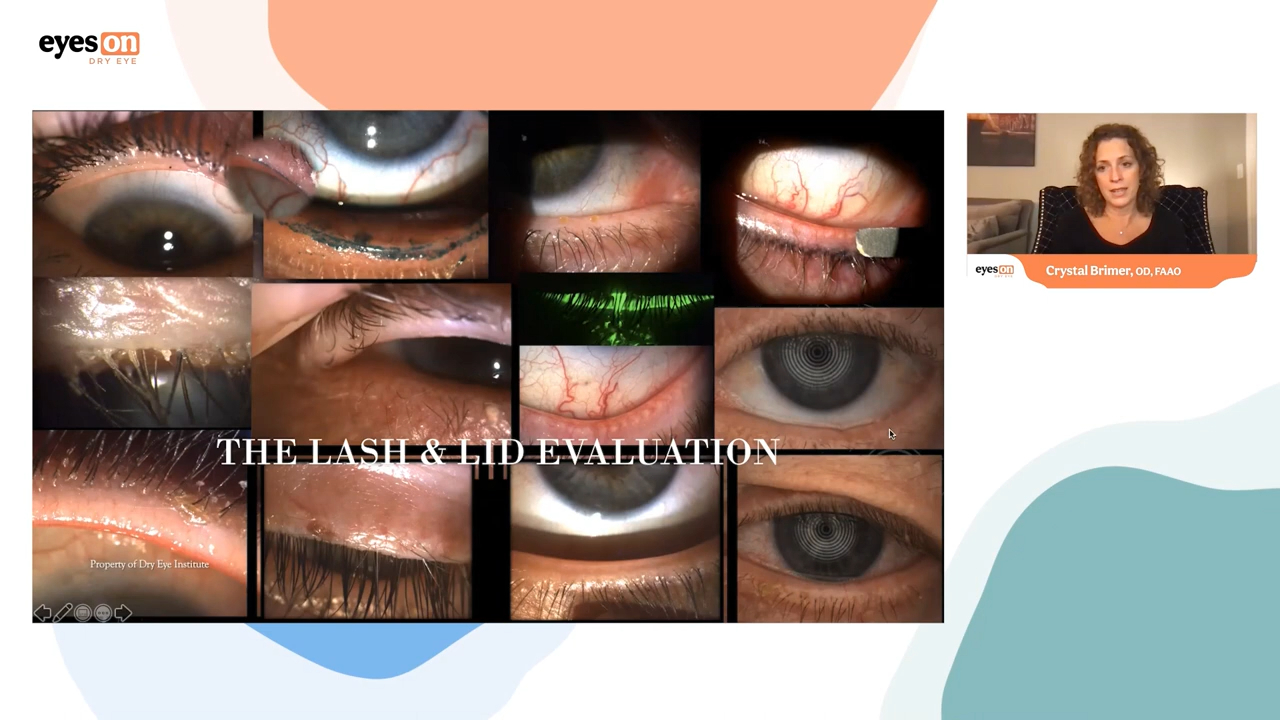 eyes on
DRY EYE
THE LASH & LID EVALUATION
Property of Dry Eye Institute
eyes on
Crystal Brimer, OD, FAAO